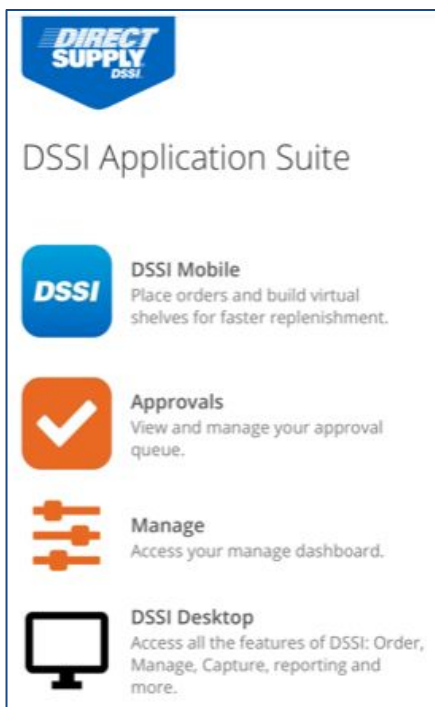 DIRECT
SUPPLY
DSSI
DSSI Application Suite
DSSI
DSSI Mobile
Place orders and build virtual
shelves for faster replenishment.
Approvals
View and manage your approval
queue.
Manage
Access your manage dashboard.
DSSI Desktop
Access all the features of DSSI: Order,
Manage, Capture, reporting and
more.